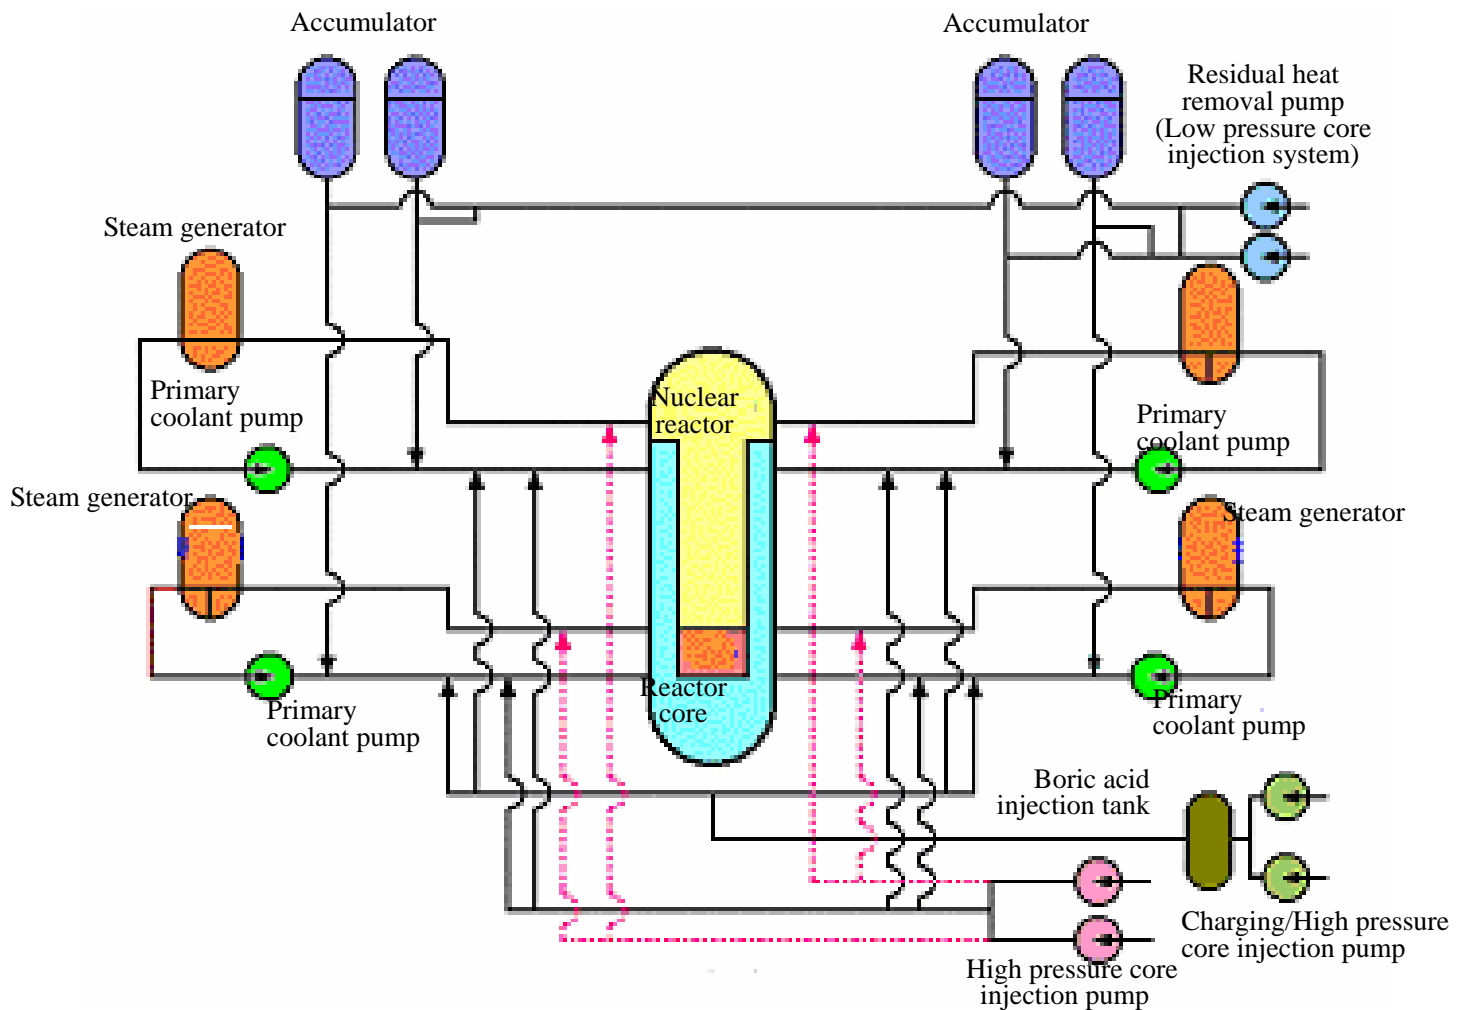 Accumulator
Accumulator
Residual heat
removal pump
(Low pressure core
injection system)
Steam generator
Primary
coolant pump
Nuclear
reactor
Primary
coolant pump
Steam generator
Steam generator
Reactor
core
Primary
coolant pump
Primary
coolant pump
Boric acid
injection tank
Charging/High pressure
core injection pump
High pressure core
injection pump